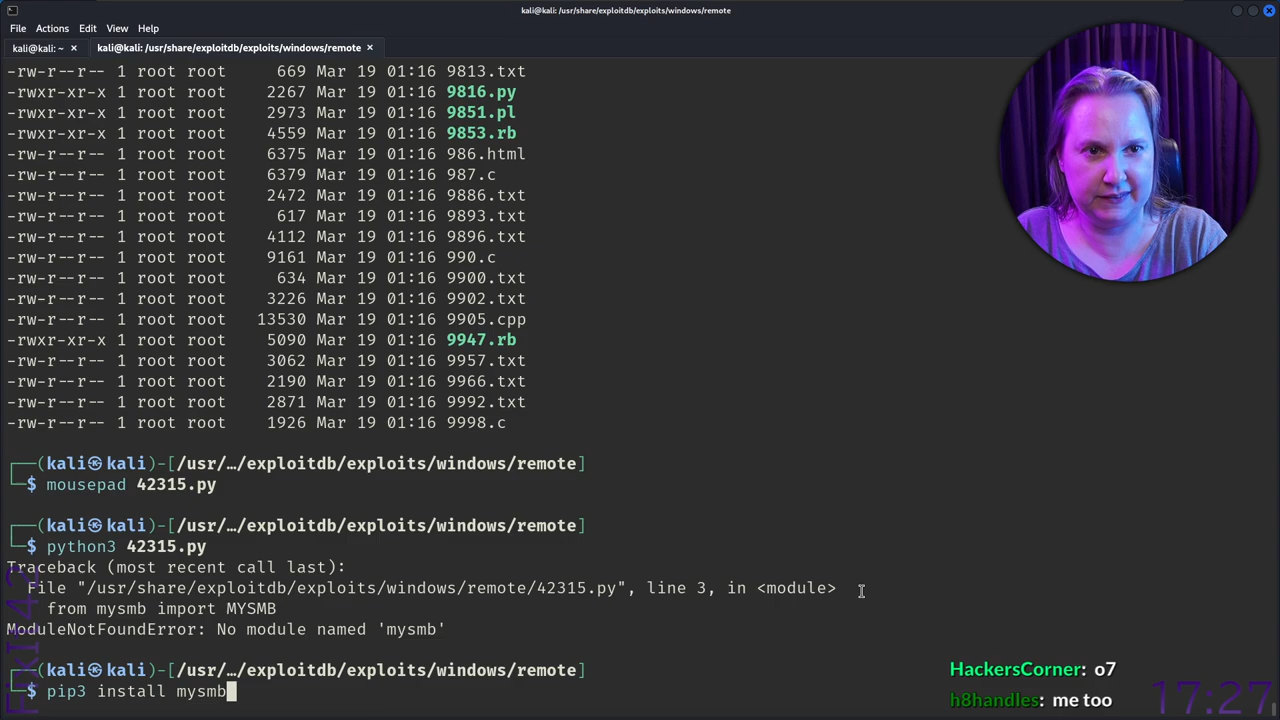 kali@kali: /usr/share/exploitdb/exploits/windows/remote
File Actions Edit View Help
kali@kali: ~ × kali@kali: /usr/share/exploitdb/exploits/windows/remote ×
-rw-r--r-- 1 root root 669 Mar 19 01:16 9813.txt
-rwxr-xr-x 1 root root 2267 Mar 19 01:16 9816.py
-rwxr-xr-x 1 root root 2973 Mar 19 01:16 9851.pl
-rwxr-xr-x 1 root root 4559 Mar 19 01:16 9853.rb
-rw-r--r-- 1 root root 6375 Mar 19 01:16 986.html
-rw-r--r-- 1 root root 6379 Mar 19 01:16 987.c
-rw-r--r-- 1 root root 2472 Mar 19 01:16 9886.txt
-rw-r--r-- 1 root root 617 Mar 19 01:16 9893.txt
-rw-r--r-- 1 root root 4112 Mar 19 01:16 9896.txt
-rw-r--r-- 1 root root 9161 Mar 19 01:16 990.c
-rw-r--r-- 1 root root 634 Mar 19 01:16 9900.txt
-rw-r--r-- 1 root root 3226 Mar 19 01:16 9902.txt
-rw-r--r-- 1 root root 13530 Mar 19 01:16 9905.cpp
-rwxr-xr-x 1 root root 5090 Mar 19 01:16 9947.rb
-rw-r--r-- 1 root root 3062 Mar 19 01:16 9957.txt
-rw-r--r-- 1 root root 2190 Mar 19 01:16 9966.txt
-rw-r--r-- 1 root root 2871 Mar 19 01:16 9992.txt
-rw-r--r-- 1 root root 1926 Mar 19 01:16 9998.c
┌──(kali㉿kali)-[/usr/…/exploitdb/exploits/windows/remote]
└─$ mousepad 42315.py
┌──(kali㉿kali)-[/usr/…/exploitdb/exploits/windows/remote]
└─$ python3 42315.py
Traceback (most recent call last):
File "/usr/share/exploitdb/exploits/windows/remote/42315.py", line 3, in <module>
from mysmb import MYSMB
ModuleNotFoundError: No module named 'mysmb'
┌──(kali㉿kali)-[/usr/…/exploitdb/exploits/windows/remote]
└─$ pip3 install mysmb
HackersCorner: o7
h8handles: me too
17:27